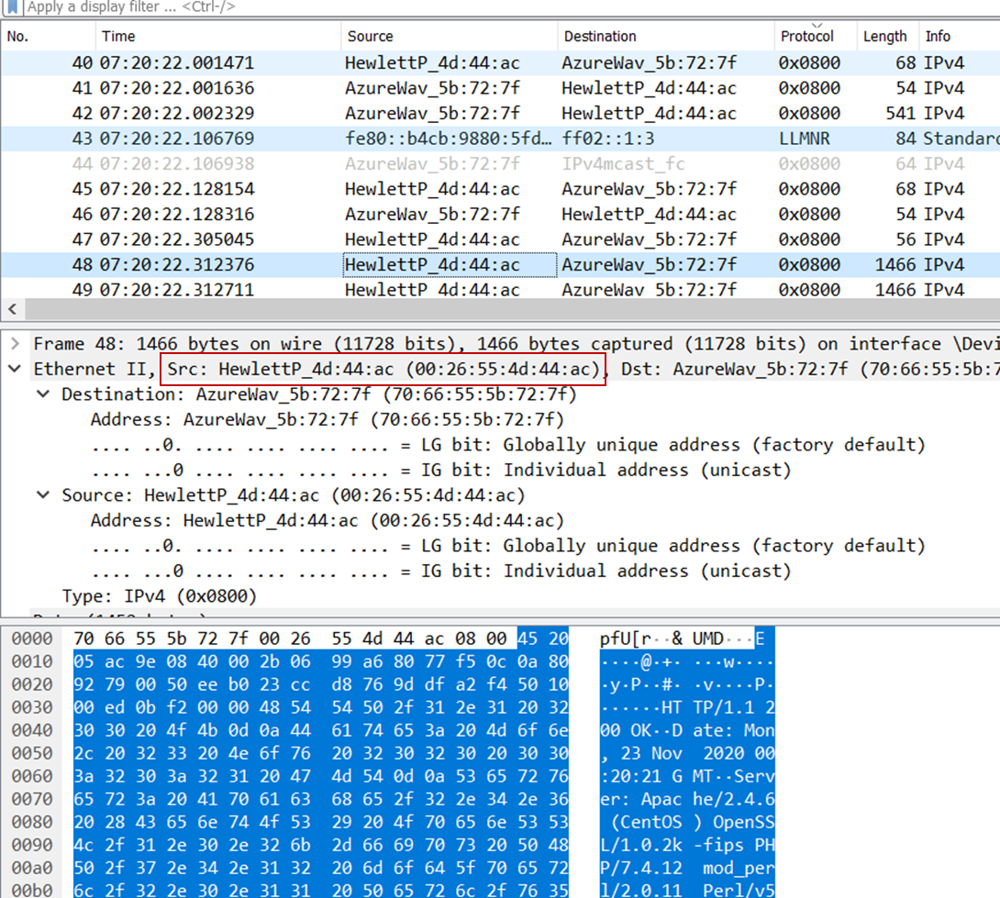 Apply a display filter ... <Ctrl-/>
No. Time Source Destination Protocol Length Info
40 07:20:22.001471 HewlettP_4d:44:ac AzureWav_5b:72:7f 0x0800 68 IPv4
41 07:20:22.001636 AzureWav_5b:72:7f HewlettP_4d:44:ac 0x0800 54 IPv4
42 07:20:22.002329 AzureWav_5b:72:7f HewlettP_4d:44:ac 0x0800 541 IPv4
43 07:20:22.106769 fe80::b4cb:9880:5fd… ff02::1:3 LLMNR 84 Standard
44 07:20:22.106938 AzureWav_5b:72:7f IPv4mcast_fc 0x0800 64 IPv4
45 07:20:22.128154 HewlettP_4d:44:ac AzureWav_5b:72:7f 0x0800 68 IPv4
46 07:20:22.128316 AzureWav_5b:72:7f HewlettP_4d:44:ac 0x0800 54 IPv4
47 07:20:22.305045 HewlettP_4d:44:ac AzureWav_5b:72:7f 0x0800 56 IPv4
48 07:20:22.312376 HewlettP_4d:44:ac AzureWav_5b:72:7f 0x0800 1466 IPv4
49 07:20:22.312711 HewlettP_4d:44:ac AzureWav_5b:72:7f 0x0800 1466 IPv4
Frame 48: 1466 bytes on wire (11728 bits), 1466 bytes captured (11728 bits) on interface \Devi
Ethernet II, Src: HewlettP_4d:44:ac (00:26:55:4d:44:ac), Dst: AzureWav_5b:72:7f (70:66:55:5b:7
Destination: AzureWav_5b:72:7f (70:66:55:5b:72:7f)
Address: AzureWav_5b:72:7f (70:66:55:5b:72:7f)
.... ..0. .... .... .... .... = LG bit: Globally unique address (factory default)
.... ...0 .... .... .... .... = IG bit: Individual address (unicast)
Source: HewlettP_4d:44:ac (00:26:55:4d:44:ac)
Address: HewlettP_4d:44:ac (00:26:55:4d:44:ac)
.... ..0. .... .... .... .... = LG bit: Globally unique address (factory default)
.... ...0 .... .... .... .... = IG bit: Individual address (unicast)
Type: IPv4 (0x0800)
0000 70 66 55 5b 72 7f 00 26 55 4d 44 ac 08 00 45 20 pfU[r··& UMD···E
0010 05 ac 9e 08 40 00 2b 06 99 a6 80 77 f5 0c 0a 80 ····@·+· ···w····
0020 92 79 00 50 ee b0 23 cc d8 76 9d df a2 f4 50 10 ·y·P··#· ·v····P·
0030 00 ed 0b f2 00 00 48 54 54 50 2f 31 2e 31 20 32 ······HT TP/1.1 2
0040 30 30 20 4f 4b 0d 0a 44 61 74 65 3a 20 4d 6f 6e 00 OK··D ate: Mon
0050 2c 20 32 33 20 4e 6f 76 20 32 30 32 30 20 30 30 , 23 Nov 2020 00
0060 3a 32 30 3a 32 31 20 47 4d 54 0d 0a 53 65 72 76 :20:21 G MT··Serv
0070 65 72 3a 20 41 70 61 63 68 65 2f 32 2e 34 2e 36 er: Apac he/2.4.6
0080 20 28 43 65 6e 74 4f 53 29 20 4f 70 65 6e 53 53 (CentOS ) OpenSS
0090 4c 2f 31 2e 30 2e 32 6b 2d 66 69 70 73 20 50 48 L/1.0.2k -fips PH
00a0 50 2f 37 2e 34 2e 31 32 20 6d 6f 64 5f 70 65 72 P/7.4.12 mod_per
00b0 6c 2f 32 2e 30 2e 31 31 20 50 65 72 6c 2f 76 35 l/2.0.11 Perl/v5